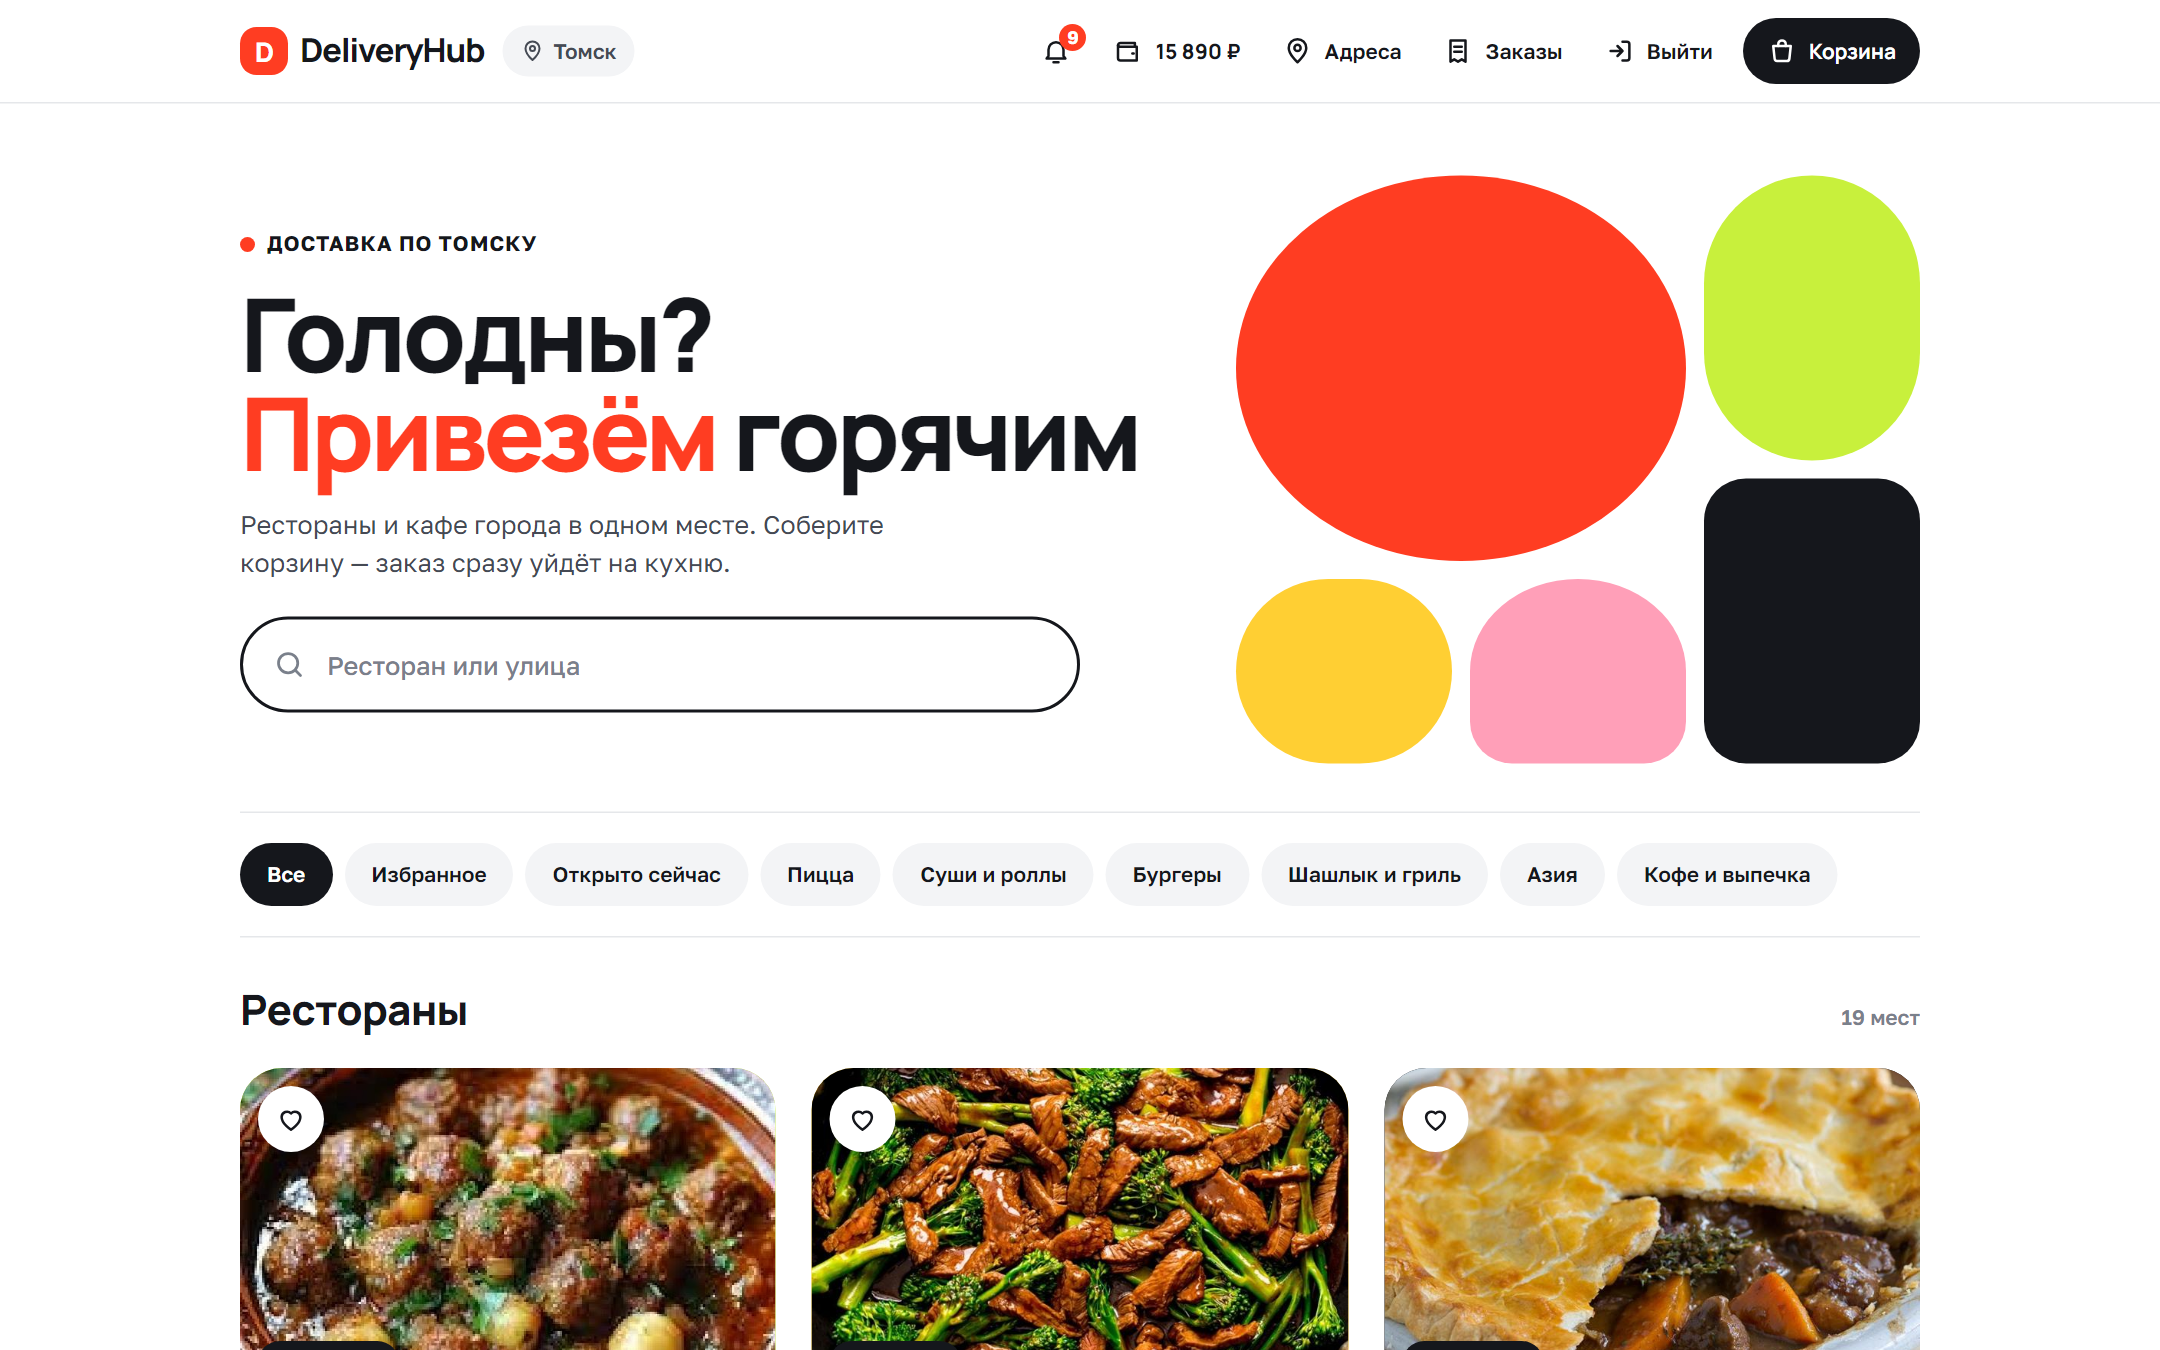 D DeliveryHub Томск 9 15 890 ₽ Адреса Заказы Выйти Корзина
ДОСТАВКА ПО ТОМСКУ
Голодны?
Привезём горячим
Рестораны и кафе города в одном месте. Соберите
корзину — заказ сразу уйдёт на кухню.
Ресторан или улица
Все Избранное Открыто сейчас Пицца Суши и роллы Бургеры Шашлык и гриль Азия Кофе и выпечка
Рестораны 19 мест